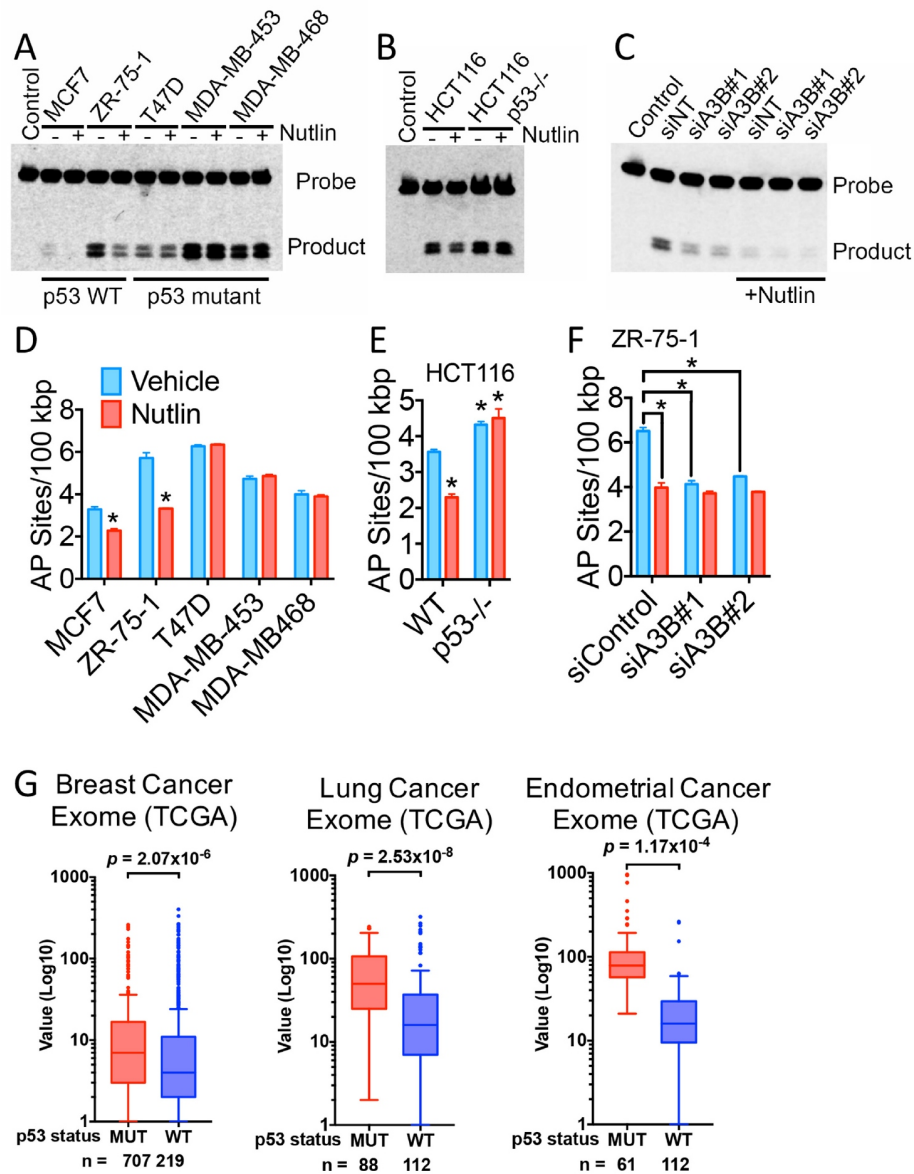 A
Control
MCF7
ZR-75-1
T47D
MDA-MB-453
MDA-MB-468
- + - + - + - + - + Nutlin
Probe
Product
p53 WT
p53 mutant
B
Control
HCT116
HCT116
p53-/-
- + - + Nutlin
C
Control
siNT
siA3B#1
siA3B#2
siNT
siA3B#1
siA3B#2
Probe
Product
+Nutlin
D
Vehicle
Nutlin
AP Sites/100 kbp
8
6
4
2
0
*
*
MCF7
ZR-75-1
T47D
MDA-MB-453
MDA-MB468
E
HCT116
AP Sites/100 kbp
5
4
3
2
1
0
*
* *
WT
p53-/-
F
ZR-75-1
AP Sites/100 kbp
8
6
4
2
0
*
*
*
siControl
siA3B#1
siA3B#2
G
Breast Cancer
Exome (TCGA)
p = 2.07x10-6
Value (Log10)
1000
100
10
1
p53 status MUT WT
n = 707 219
Lung Cancer
Exome (TCGA)
p = 2.53x10-8
Value (Log10)
1000
100
10
1
p53 status MUT WT
n = 88 112
Endometrial Cancer
Exome (TCGA)
p = 1.17x10-4
Value (Log10)
1000
100
10
1
p53 status MUT WT
n = 61 112